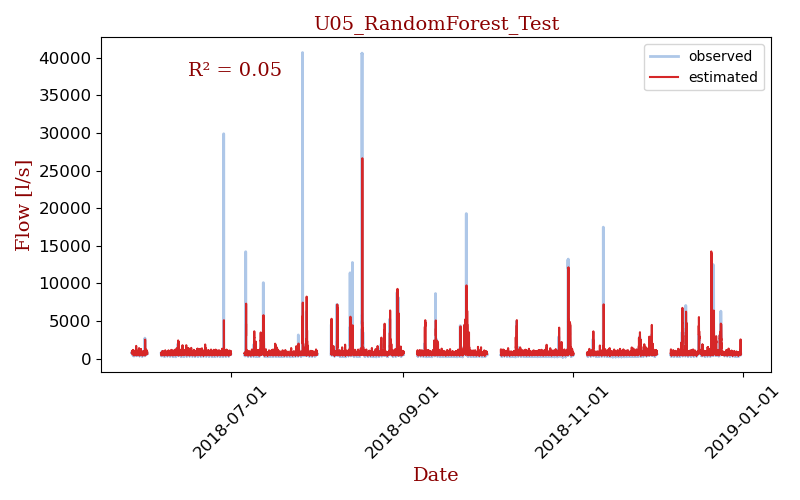 U05_RandomForest_Test
R² = 0.05
observed
estimated
Flow [l/s]
40000
35000
30000
25000
20000
15000
10000
5000
0
2018-07-01
2018-09-01
2018-11-01
2019-01-01
Date